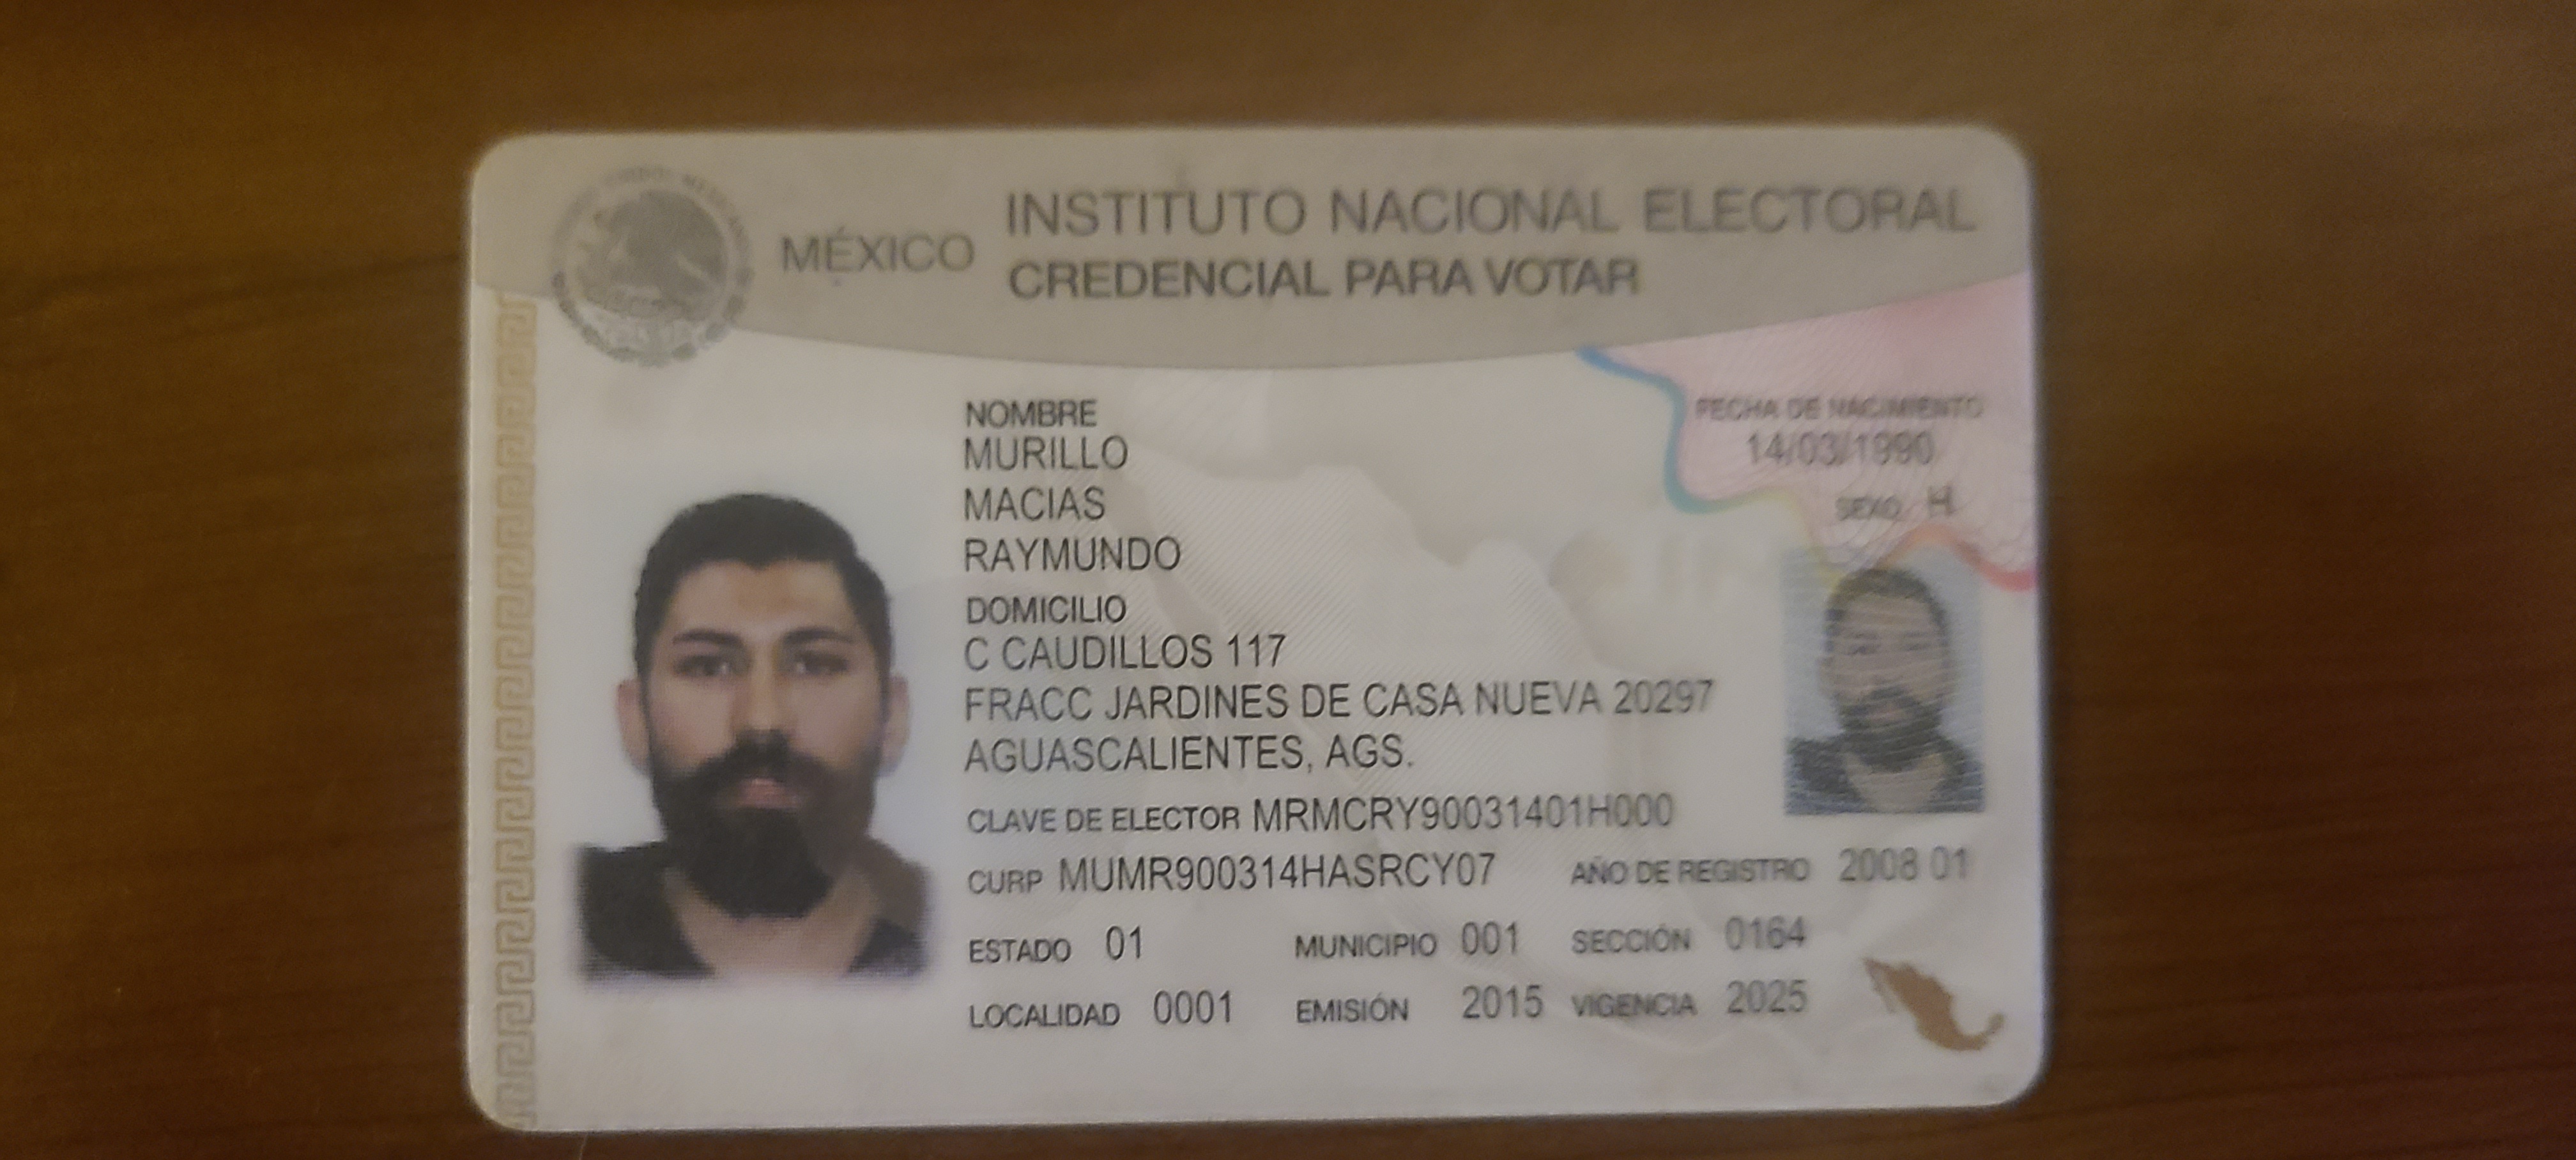 MÉXICO INSTITUTO NACIONAL ELECTORAL
CREDENCIAL PARA VOTAR
NOMBRE
MURILLO
MACIAS
RAYMUNDO
FECHA DE NACIMIENTO
14/03/1990
SEXO H
DOMICILIO
C CAUDILLOS 117
FRACC JARDINES DE CASA NUEVA 20297
AGUASCALIENTES, AGS.
CLAVE DE ELECTOR MRMCRY90031401H000
CURP MUMR900314HASRCY07 AÑO DE REGISTRO 2008 01
ESTADO 01 MUNICIPIO 001 SECCIÓN 0164
LOCALIDAD 0001 EMISIÓN 2015 VIGENCIA 2025